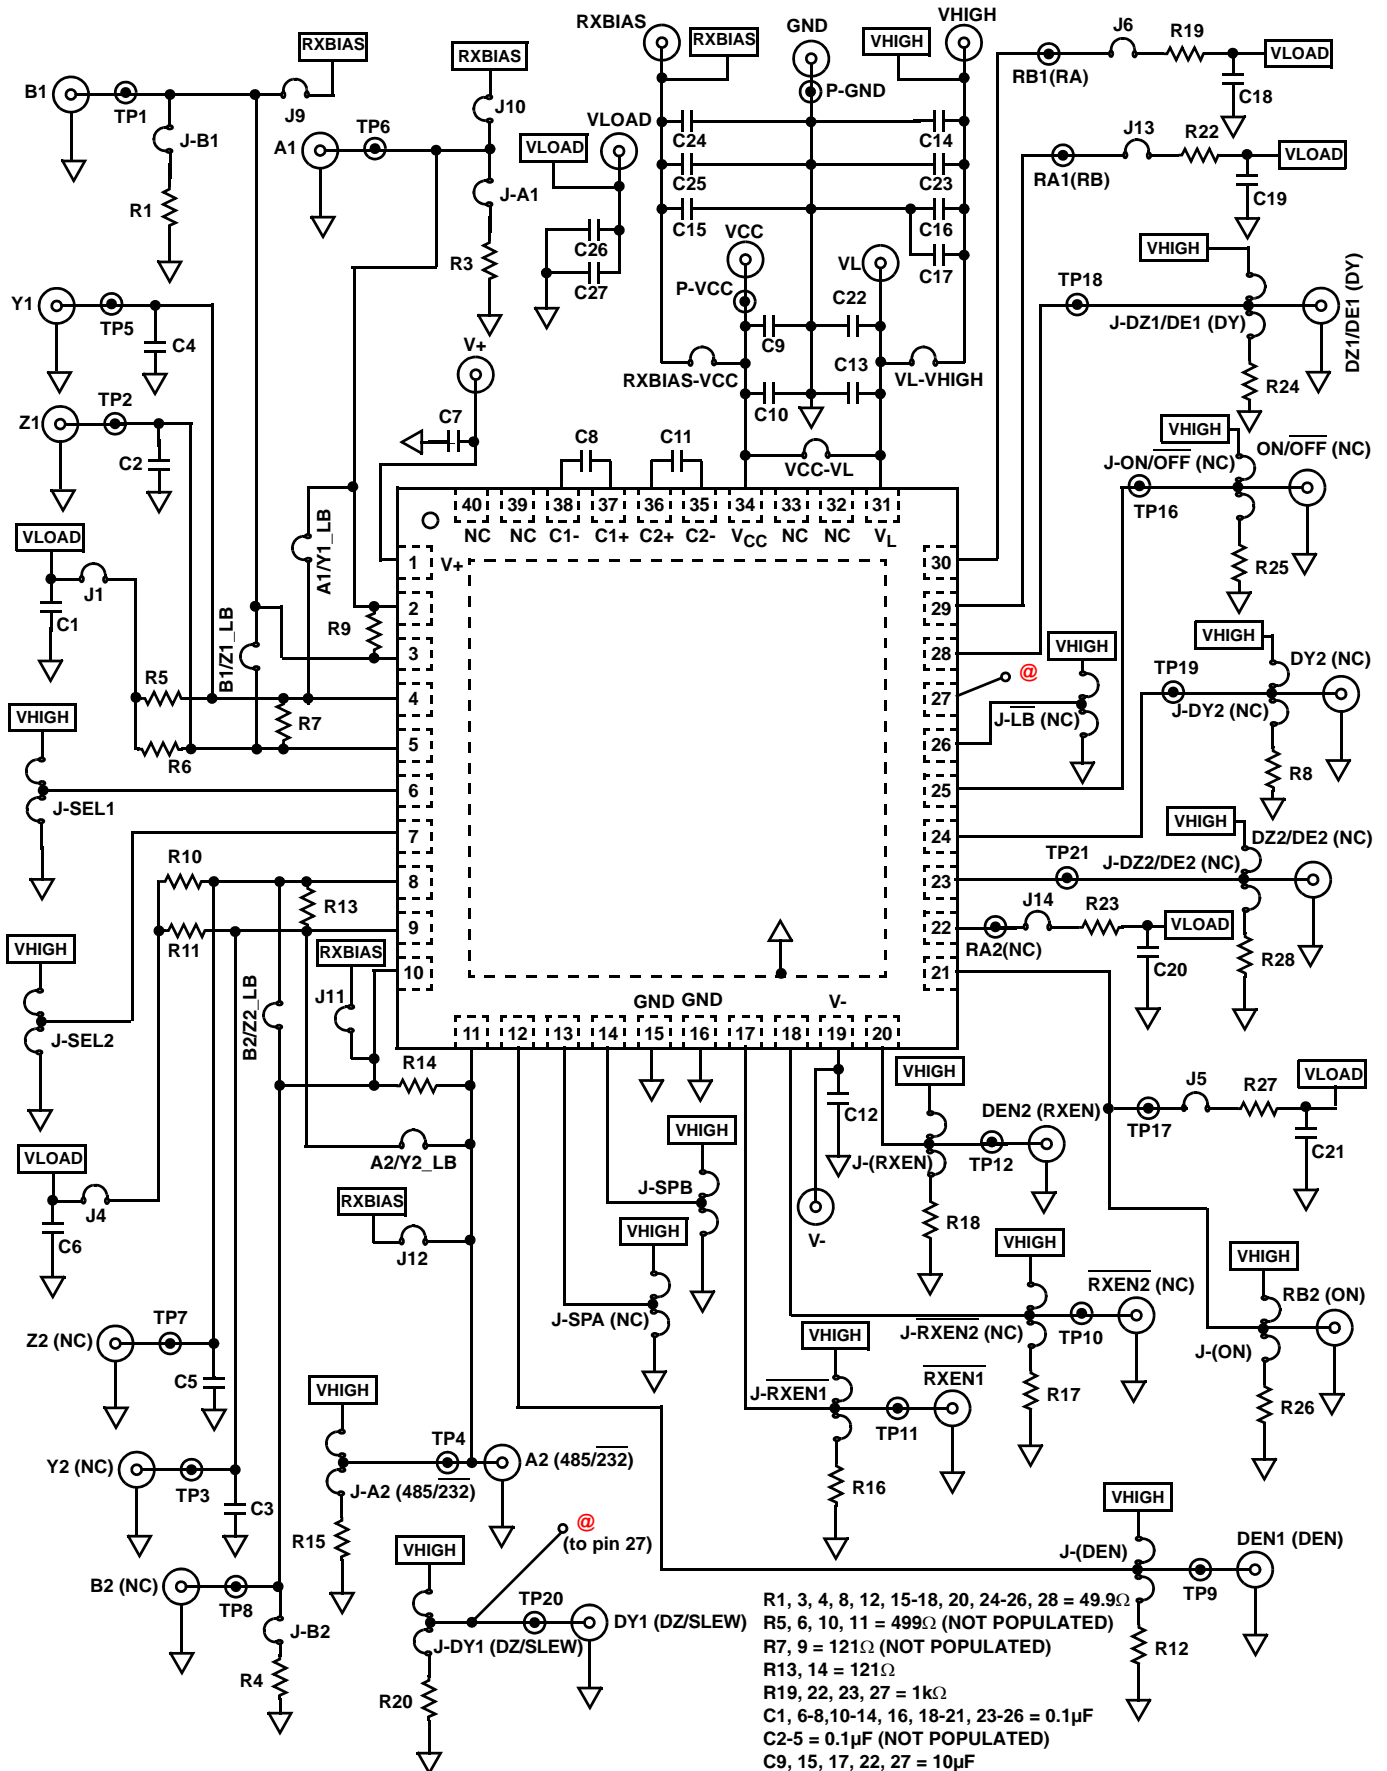 RXBIAS
GND
VHIGH
J6
R19
RXBIAS
RXBIAS
RXBIAS
VHIGH
VLOAD
B1
TP1
J9
J10
P-GND
RB1(RA)
C18
J-B1
TP6
VLOAD
A1
C24
C14
J13
R22
VLOAD
VLOAD
R1
J-A1
C25
C23
RA1(RB)
C19
R3
C26
C15
VCC
C16
VL
C17
VHIGH
C27
Y1
TP5
C4
P-VCC
C22
TP18
J-DZ1/DE1 (DY)
DZ1/DE1 (DY)
V+
C9
C13
RXBIAS-VCC
VL-VHIGH
R24
Z1
TP2
C7
C10
VHIGH
ON/OFF (NC)
C2
C8
C11
VCC-VL
J-ON/OFF (NC)
TP16
40 39 38 37 36 35 34 33 32 31
NC NC C1- C1+ C2+ C2- VCC NC NC VL
VLOAD
A1/Y1_LB
1
V+
30
R25
J1
C1
2
29
R9
3
28
VHIGH
B1/Z1_LB
VHIGH
DY2 (NC)
TP19
@
R5
4
27
J-LB (NC)
J-DY2 (NC)
VHIGH
R7
5
26
R6
R8
6
25
J-SEL1
7
24
VHIGH
DZ2/DE2 (NC)
R10
TP21
J-DZ2/DE2 (NC)
8
23
R13
J14
R23
R11
9
22
VLOAD
VHIGH
RXBIAS
RA2(NC)
C20
R28
10
21
J11
J-SEL2
B2/Z2_LB
GND GND
V-
11 12 13 14 15 16 17 18 19 20
R14
VHIGH
J5
R27
VLOAD
C12
DEN2 (RXEN)
TP17
C21
VHIGH
A2/Y2_LB
J-(RXEN)
TP12
VLOAD
J-SPB
J4
RXBIAS
V-
R18
C6
J12
VHIGH
VHIGH
VHIGH
RXEN2 (NC)
RB2 (ON)
TP7
J-SPA (NC)
J-RXEN2 (NC)
TP10
Z2 (NC)
VHIGH
J-(ON)
C5
VHIGH
J-RXEN1
RXEN1
R17
R26
TP11
TP4
A2 (485/232)
Y2 (NC)
TP3
J-A2 (485/232)
R16
VHIGH
C3
R15
@
(to pin 27)
VHIGH
J-(DEN)
DEN1 (DEN)
B2 (NC)
TP8
TP20
TP9
DY1 (DZ/SLEW)
J-B2
J-DY1 (DZ/SLEW)
R12
R4
R20
R1, 3, 4, 8, 12, 15-18, 20, 24-26, 28 = 49.9Ω
R5, 6, 10, 11 = 499Ω (NOT POPULATED)
R7, 9 = 121Ω (NOT POPULATED)
R13, 14 = 121Ω
R19, 22, 23, 27 = 1kΩ
C1, 6-8,10-14, 16, 18-21, 23-26 = 0.1µF
C2-5 = 0.1µF (NOT POPULATED)
C9, 15, 17, 22, 27 = 10µF